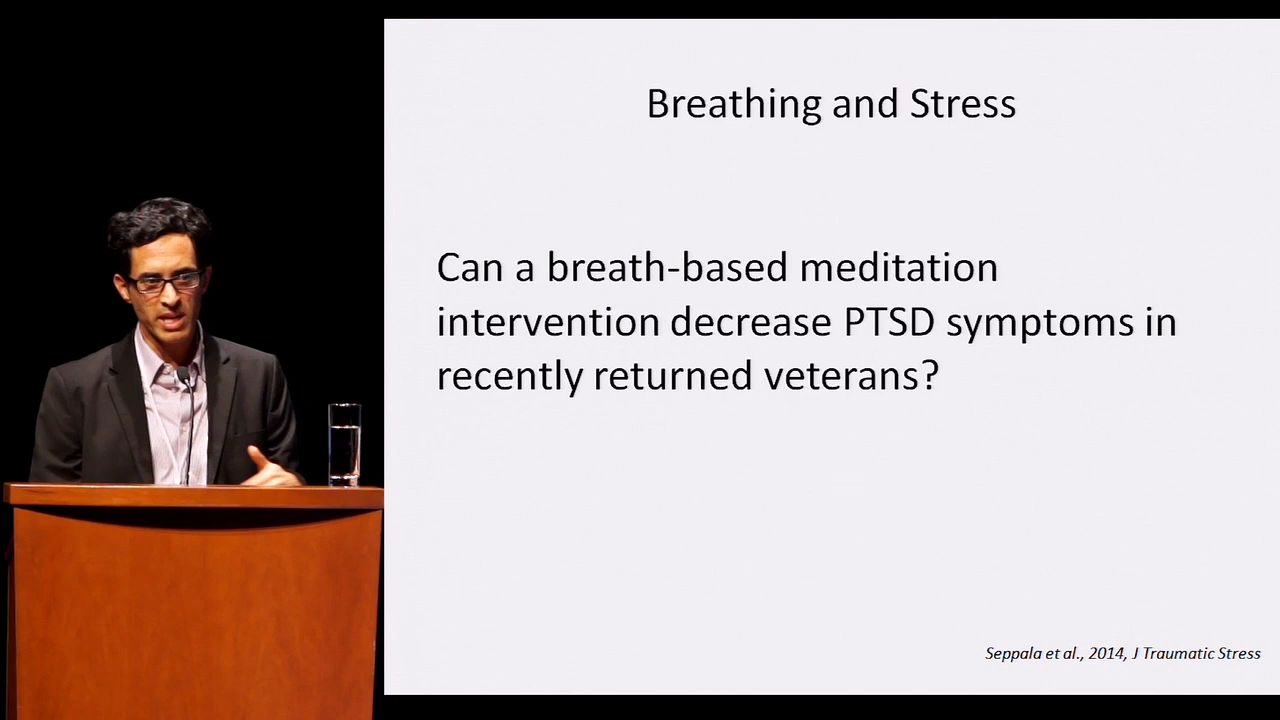 Breathing and Stress
Can a breath-based meditation
intervention decrease PTSD symptoms in
recently returned veterans?
Seppala et al., 2014, J Traumatic Stress